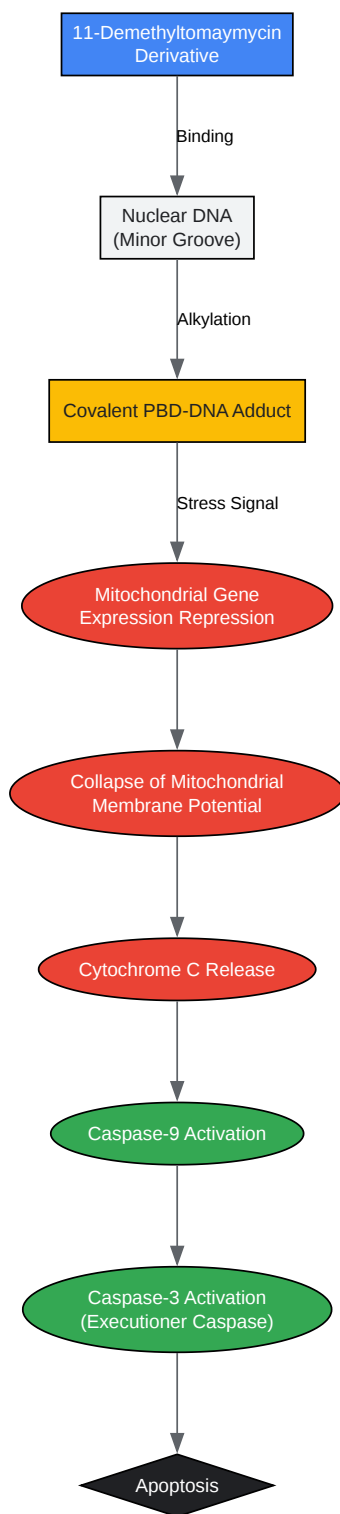 11-Demethyltomaymycin
Derivative
Binding
Nuclear DNA
(Minor Groove)
Alkylation
Covalent PBD-DNA Adduct
Stress Signal
Mitochondrial Gene
Expression Repression
Collapse of Mitochondrial
Membrane Potential
Cytochrome C Release
Caspase-9 Activation
Caspase-3 Activation
(Executioner Caspase)
Apoptosis